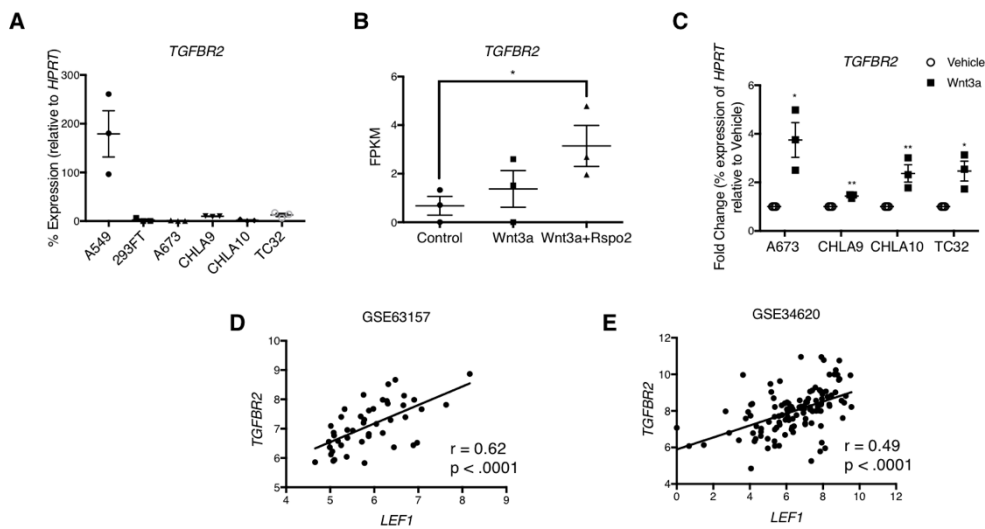 A
TGFBR2
% Expression (relative to HPRT)
300
200
100
0
A549
293FT
A673
CHLA9
CHLA10
TC32
B
TGFBR2
*
FPKM
6
4
2
0
Control
Wnt3a
Wnt3a+Rspo2
C
TGFBR2
Vehicle
Wnt3a
Fold Change (% expression of HPRT
relative to Vehicle)
6
4
2
0
*
**
**
*
A673
CHLA9
CHLA10
TC32
D
GSE63157
TGFBR2
10
9
8
7
6
5
4
5
6
7
8
9
r = 0.62
p < .0001
LEF1
E
GSE34620
TGFBR2
12
10
8
6
4
0
2
4
6
8
10
12
r = 0.49
p < .0001
LEF1